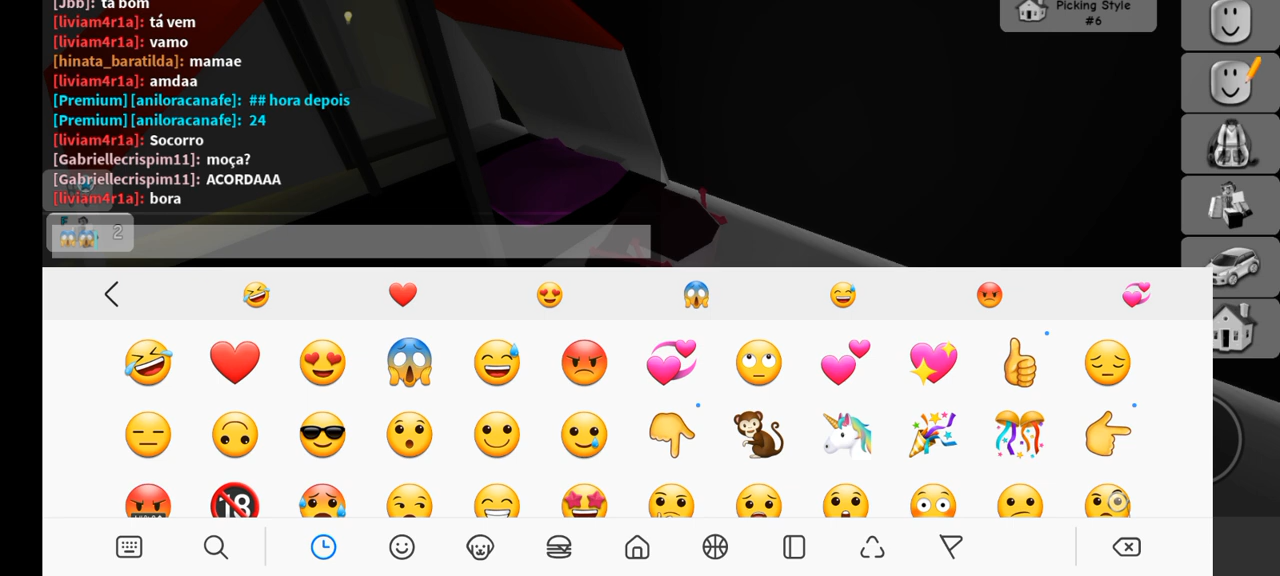 [Jbb]: tá bom
[liviam4r1a]: tá vem
[liviam4r1a]: vamo
[hinata_baratilda]: mamae
[liviam4r1a]: amdaa
[Premium] [aniloracanafe]: ## hora depois
[Premium] [aniloracanafe]: 24
[liviam4r1a]: Socorro
[Gabriellecrispim11]: moça?
[Gabriellecrispim11]: ACORDAAA
[liviam4r1a]: bora
2
Picking Style
#6
18